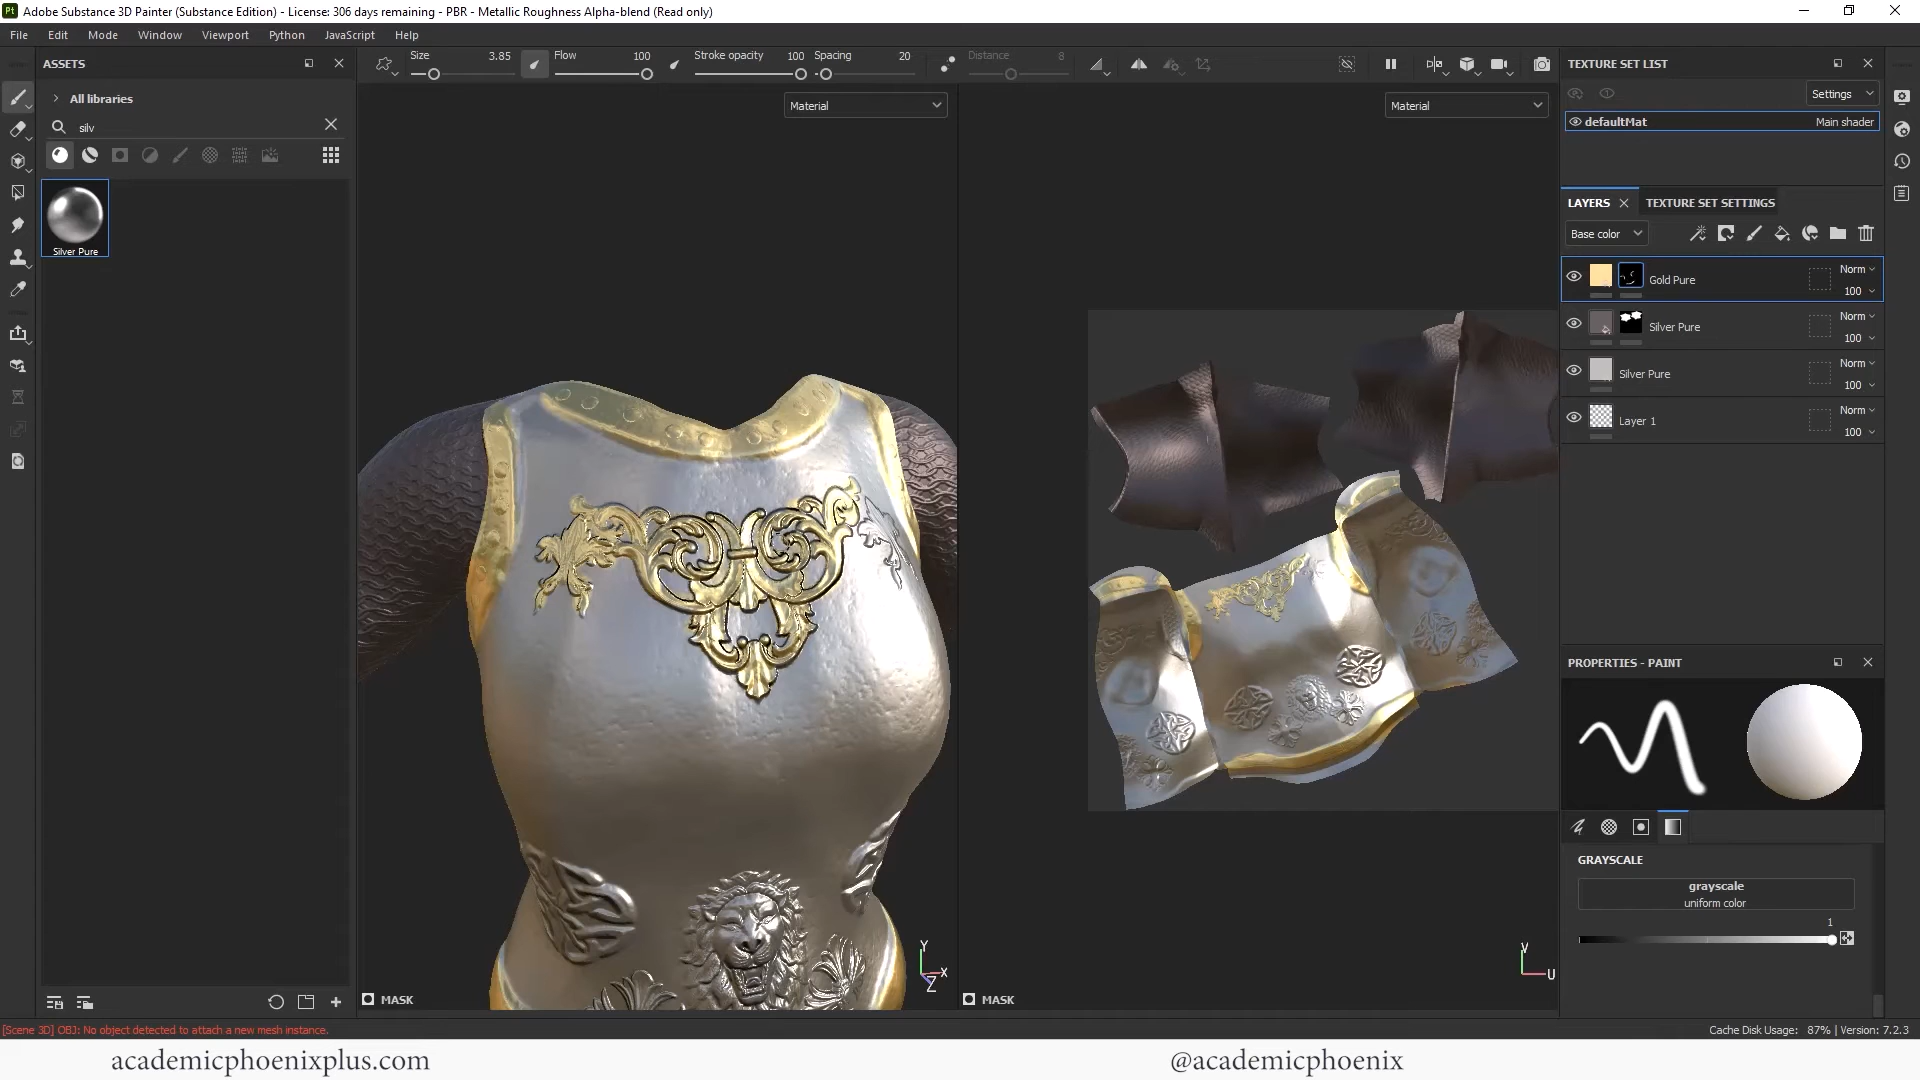 Adobe Substance 3D Painter (Substance Edition) - License: 306 days remaining - PBR - Metallic Roughness Alpha-blend (Read only)
File Edit Mode Window Viewport Python JavaScript Help
ASSETS
All libraries
silv
Silver Pure
Size 3.85 Flow 100 Stroke opacity 100 Spacing 20 Distance 8
Material
Material
MASK
MASK
Y
X
Z
V
U
TEXTURE SET LIST
Settings
defaultMat Main shader
LAYERS TEXTURE SET SETTINGS
Base color
Gold Pure Norm 100
Silver Pure Norm 100
Silver Pure Norm 100
Layer 1 Norm 100
PROPERTIES - PAINT
GRAYSCALE
grayscale
uniform color
1
[Scene 3D] OBJ: No object detected to attach a new mesh instance.
Cache Disk Usage: 87% | Version: 7.2.3
academicphoenixplus.com
@academicphoenix